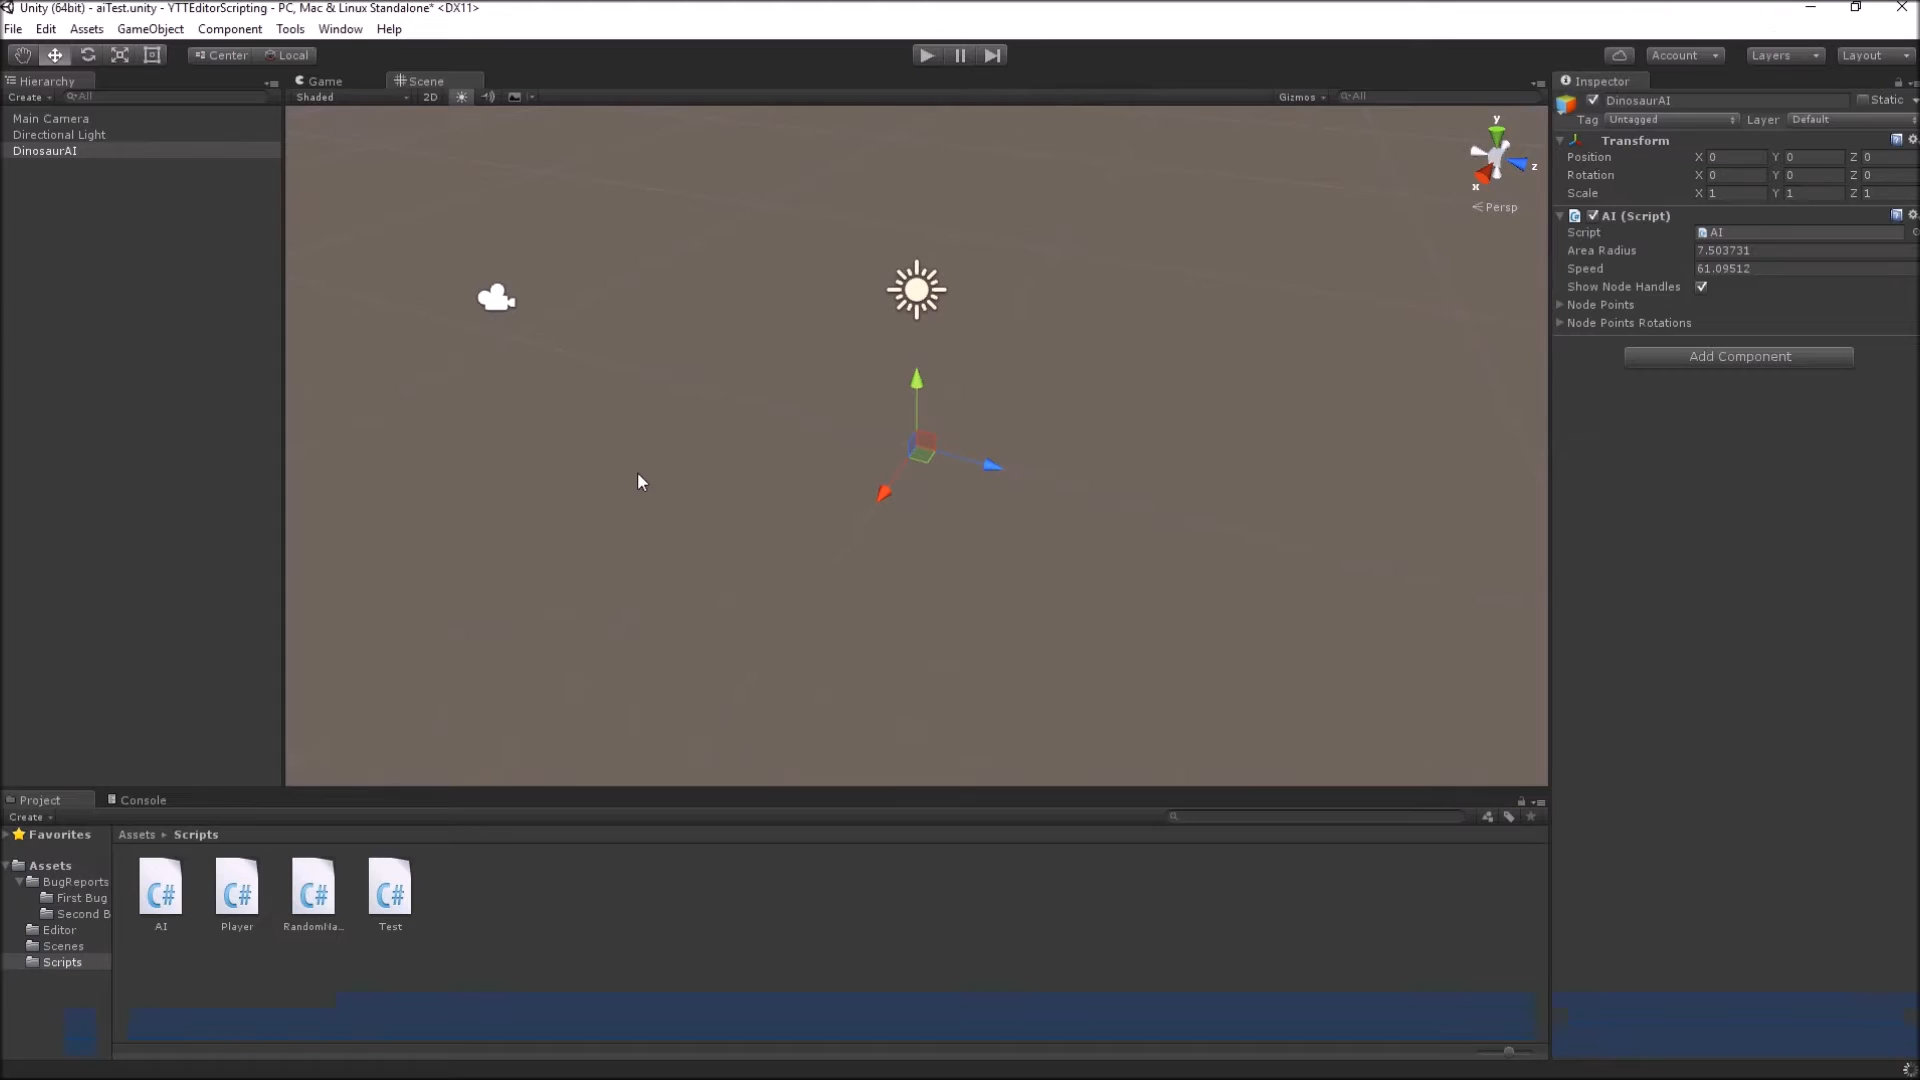 Unity (64bit) - aiTest.unity - YTTEditorScripting - PC, Mac & Linux Standalone* <DX11>
File Edit Assets GameObject Component Tools Window Help
Center Local Account Layers Layout
Hierarchy
Create All
Main Camera
Directional Light
DinosaurAI
Game Scene
Shaded 2D Gizmos All
y
z
x
Persp
Inspector
DinosaurAI Static
Tag Untagged Layer Default
Transform
Position X 0 Y 0 Z 0
Rotation X 0 Y 0 Z 0
Scale X 1 Y 1 Z 1
AI (Script)
Script AI
Area Radius 7.503731
Speed 61.09512
Show Node Handles
Node Points
Node Points Rotations
Add Component
Project Console
Create
Favorites
Assets
BugReports
First Bug
Second B
Editor
Scenes
Scripts
Assets Scripts
C# C# C# C#
AI Player RandomHa... Test